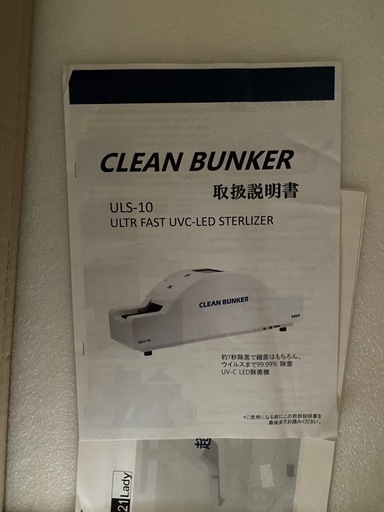 CLEAN BUNKER
取扱説明書
ULS-10
ULTR FAST UVC-LED STERLIZER
CLEAN BUNKER
ULS-10
約7秒除菌で細菌はもちろん、
ウイルスまで99.99% 除菌
UV-C LED除菌機
*ご使用になる前にこの取扱説明書を
最後までお読みください。
21Lady